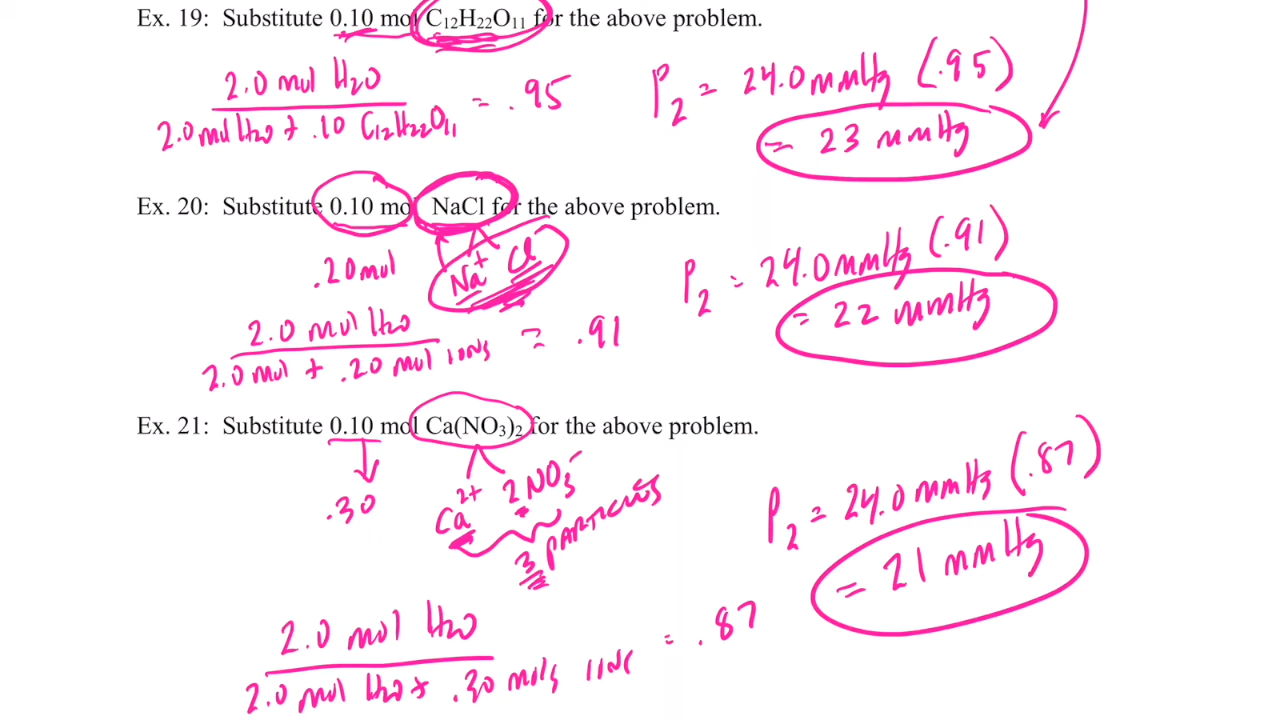 Ex. 19: Substitute 0.10 mol C₁₂H₂₂O₁₁ for the above problem.
2.0 mol H₂O
2.0 mol H₂O + .10 C₁₂H₂₂O₁₁
= .95
P₂ = 24.0 mmHg (.95)
= 23 mmHg
Ex. 20: Substitute 0.10 mol NaCl for the above problem.
.20 mol
Na⁺ Cl⁻
2.0 mol H₂O
2.0 mol + .20 mol IONS
= .91
P₂ = 24.0 mmHg (.91)
= 22 mmHg
Ex. 21: Substitute 0.10 mol Ca(NO₃)₂ for the above problem.
.30
Ca²⁺ 2NO₃⁻
3 PARTICLES
2.0 mol H₂O
2.0 mol H₂O + .30 mols IONS
= .87
P₂ = 24.0 mmHg (.87)
= 21 mmHg